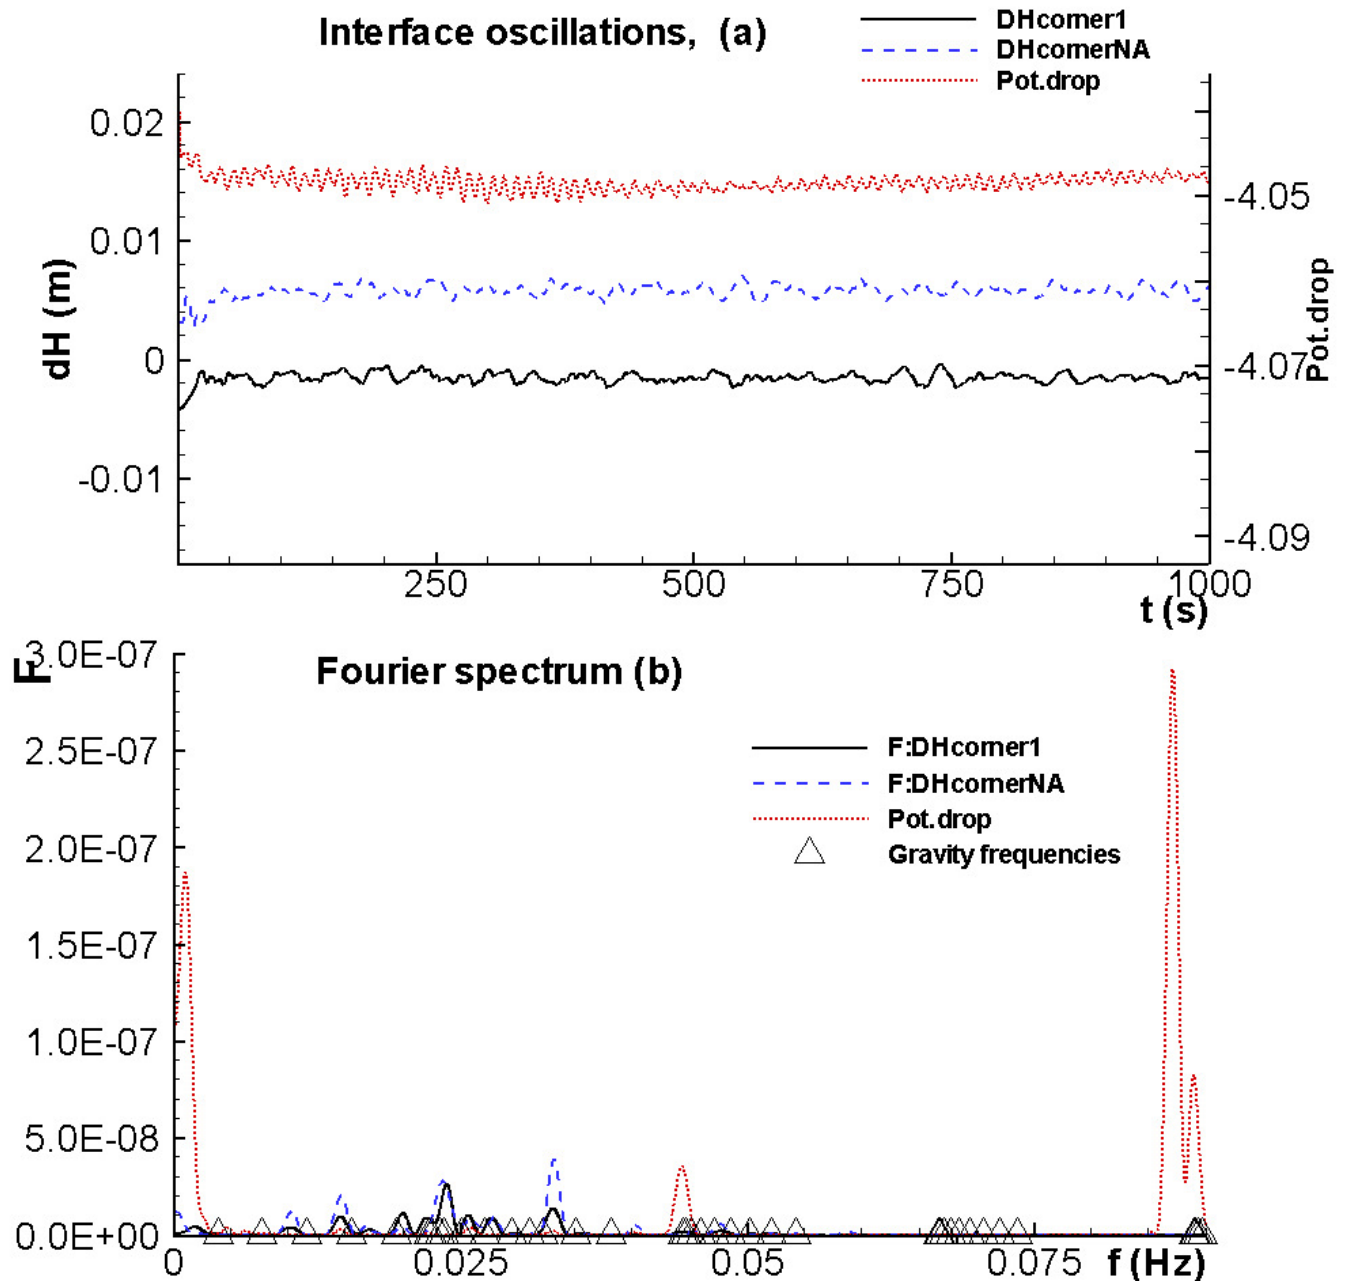 Interface oscillations, (a)
DHcorner1
DHcornerNA
Pot.drop
0.02
0.01
0
-0.01
dH (m)
-4.05
-4.07
-4.09
Pot.drop
250 500 750 1000
t (s)
F
Fourier spectrum (b)
3.0E-07
2.5E-07
2.0E-07
1.5E-07
1.0E-07
5.0E-08
0.0E+00
F:DHcorner1
F:DHcornerNA
Pot.drop
Gravity frequencies
0 0.025 0.05 0.075 f (Hz)